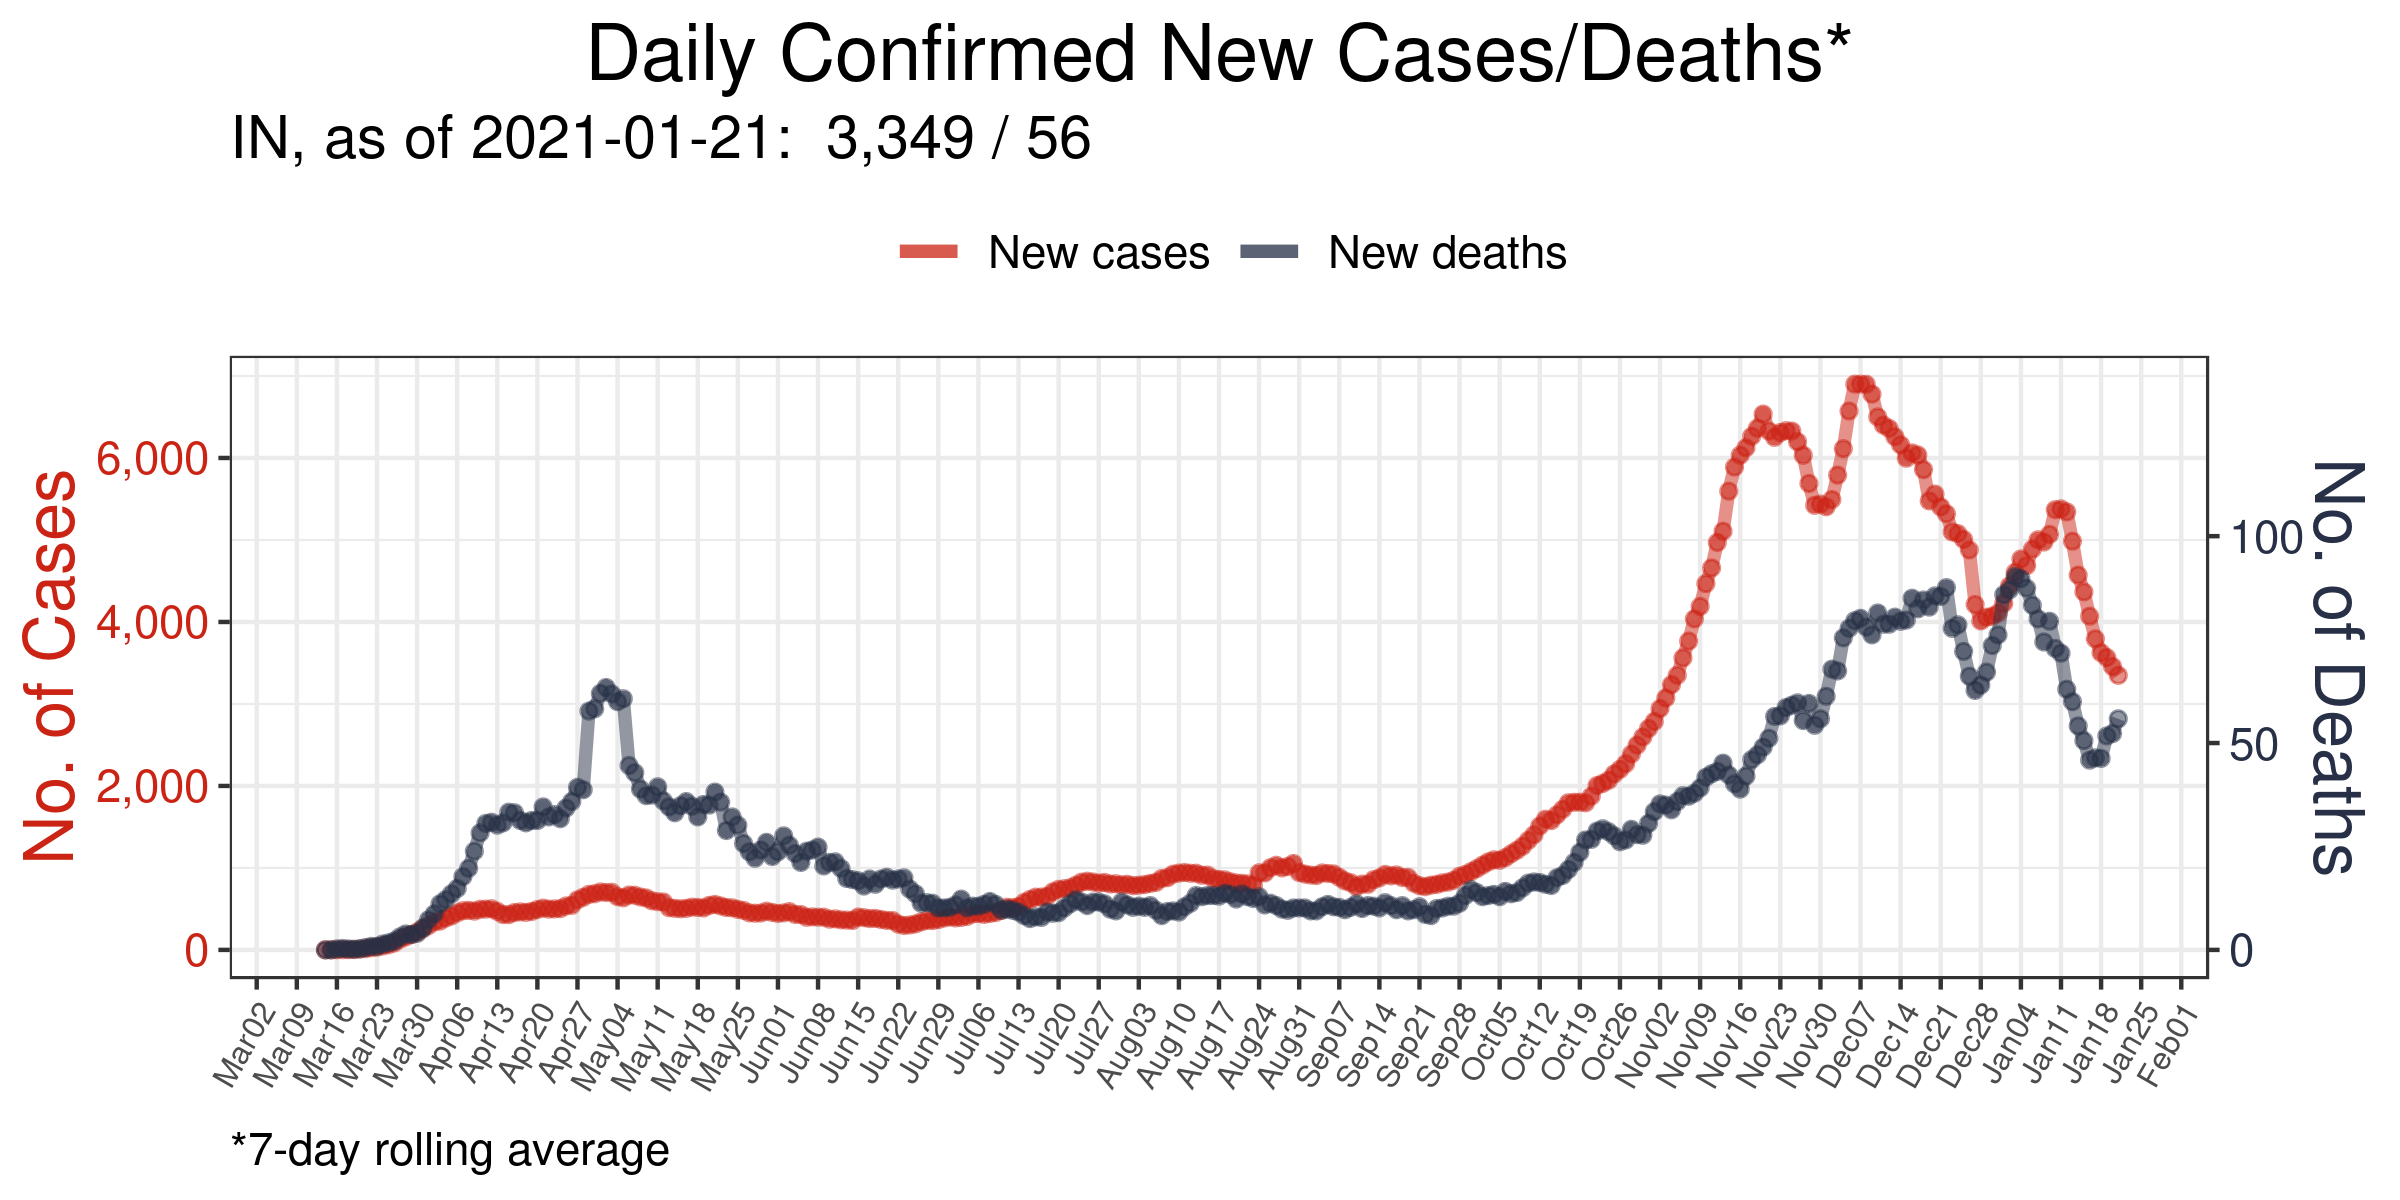 Daily Confirmed New Cases/Deaths*
IN, as of 2021-01-21:  3,349 / 56
New cases
New deaths
No. of Cases
6,000
4,000
2,000
0
100
50
0
No. of Deaths
Mar02
Mar09
Mar16
Mar23
Mar30
Apr06
Apr13
Apr20
Apr27
May04
May11
May18
May25
Jun01
Jun08
Jun15
Jun22
Jun29
Jul06
Jul13
Jul20
Jul27
Aug03
Aug10
Aug17
Aug24
Aug31
Sep07
Sep14
Sep21
Sep28
Oct05
Oct12
Oct19
Oct26
Nov02
Nov09
Nov16
Nov23
Nov30
Dec07
Dec14
Dec21
Dec28
Jan04
Jan11
Jan18
Jan25
Feb01
*7-day rolling average